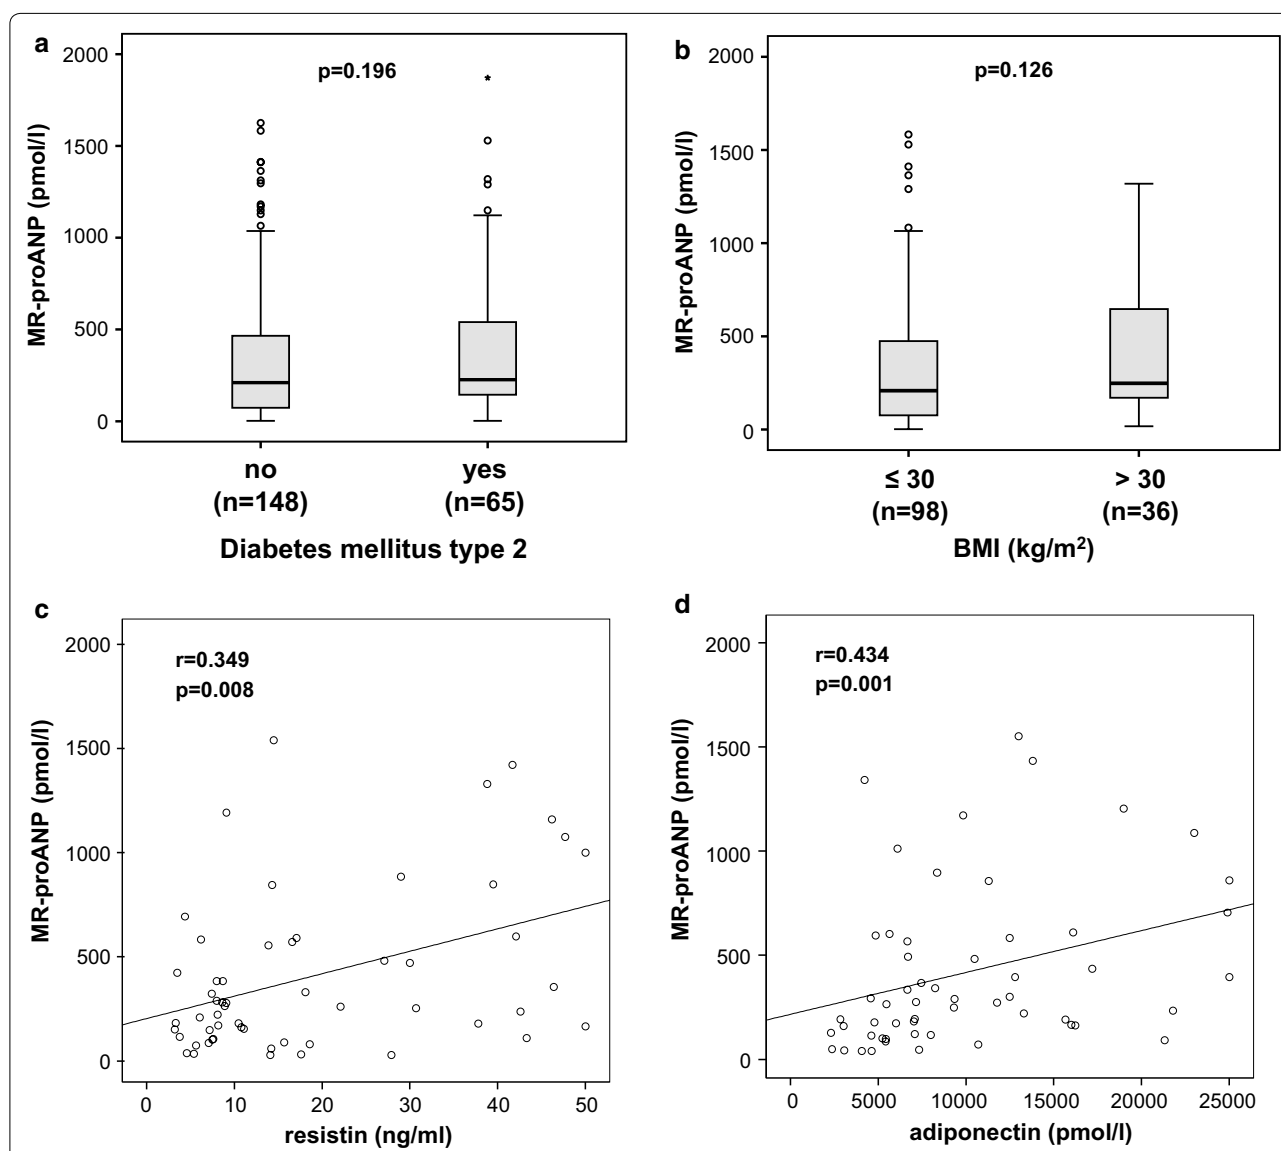 a
p=0.196
MR-proANP (pmol/l)
2000
1500
1000
500
0
no
yes
(n=148)
(n=65)
Diabetes mellitus type 2
b
p=0.126
MR-proANP (pmol/l)
2000
1500
1000
500
0
≤ 30
> 30
(n=98)
(n=36)
BMI (kg/m²)
c
r=0.349
p=0.008
MR-proANP (pmol/l)
2000
1500
1000
500
0
0 10 20 30 40 50
resistin (ng/ml)
d
r=0.434
p=0.001
MR-proANP (pmol/l)
2000
1500
1000
500
0
0 5000 10000 15000 20000 25000
adiponectin (pmol/l)